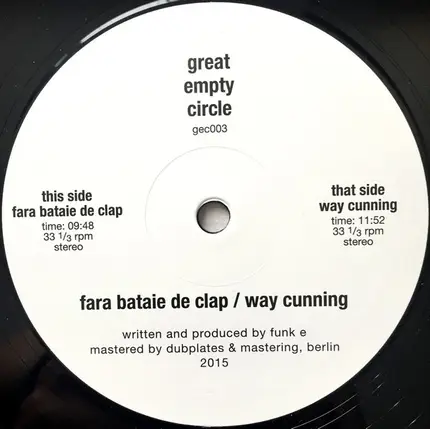 great
empty
circle
gec003
this side
fara bataie de clap
time: 09:48
33 1/3 rpm
stereo
that side
way cunning
time: 11:52
33 1/3 rpm
stereo
fara bataie de clap / way cunning
written and produced by funk e
mastered by dubplates & mastering, berlin
2015